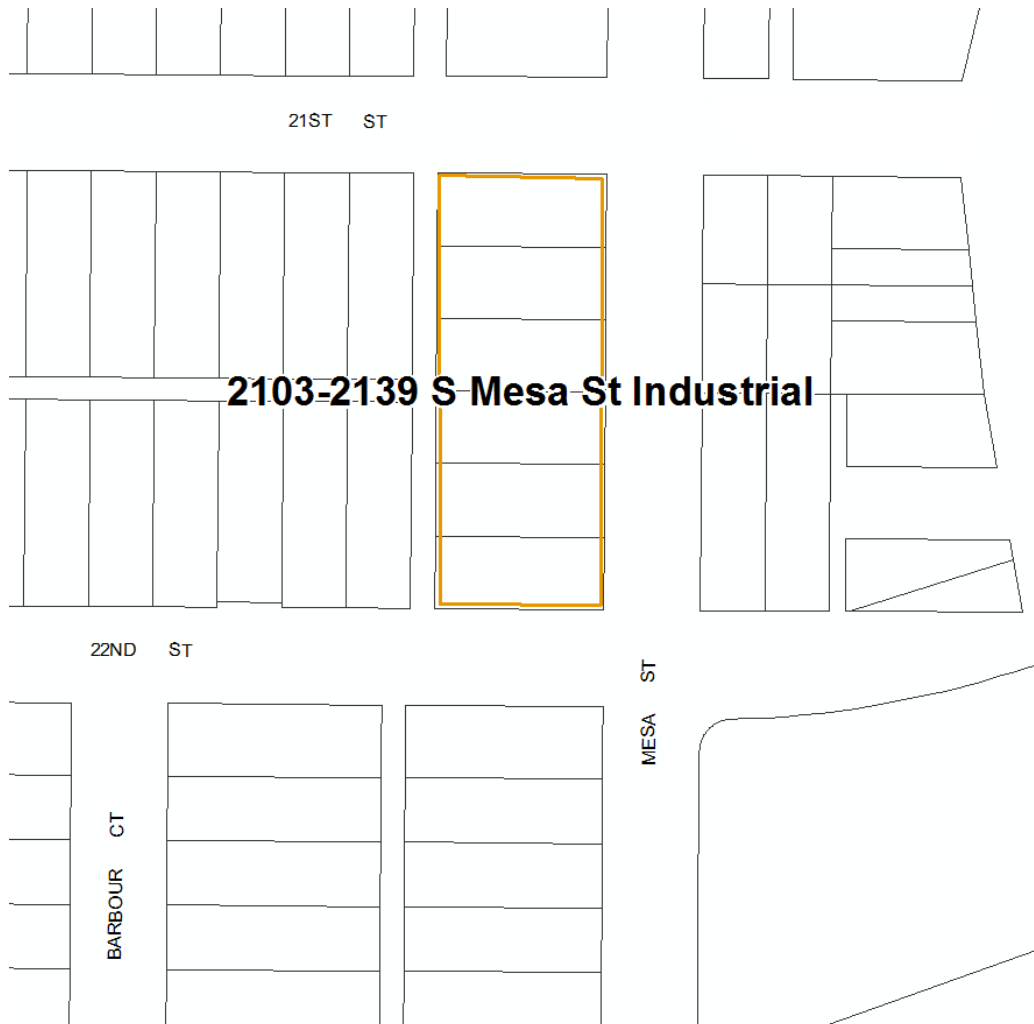 21ST ST
2103-2139 S Mesa St Industrial
22ND ST
MESA ST
BARBOUR CT